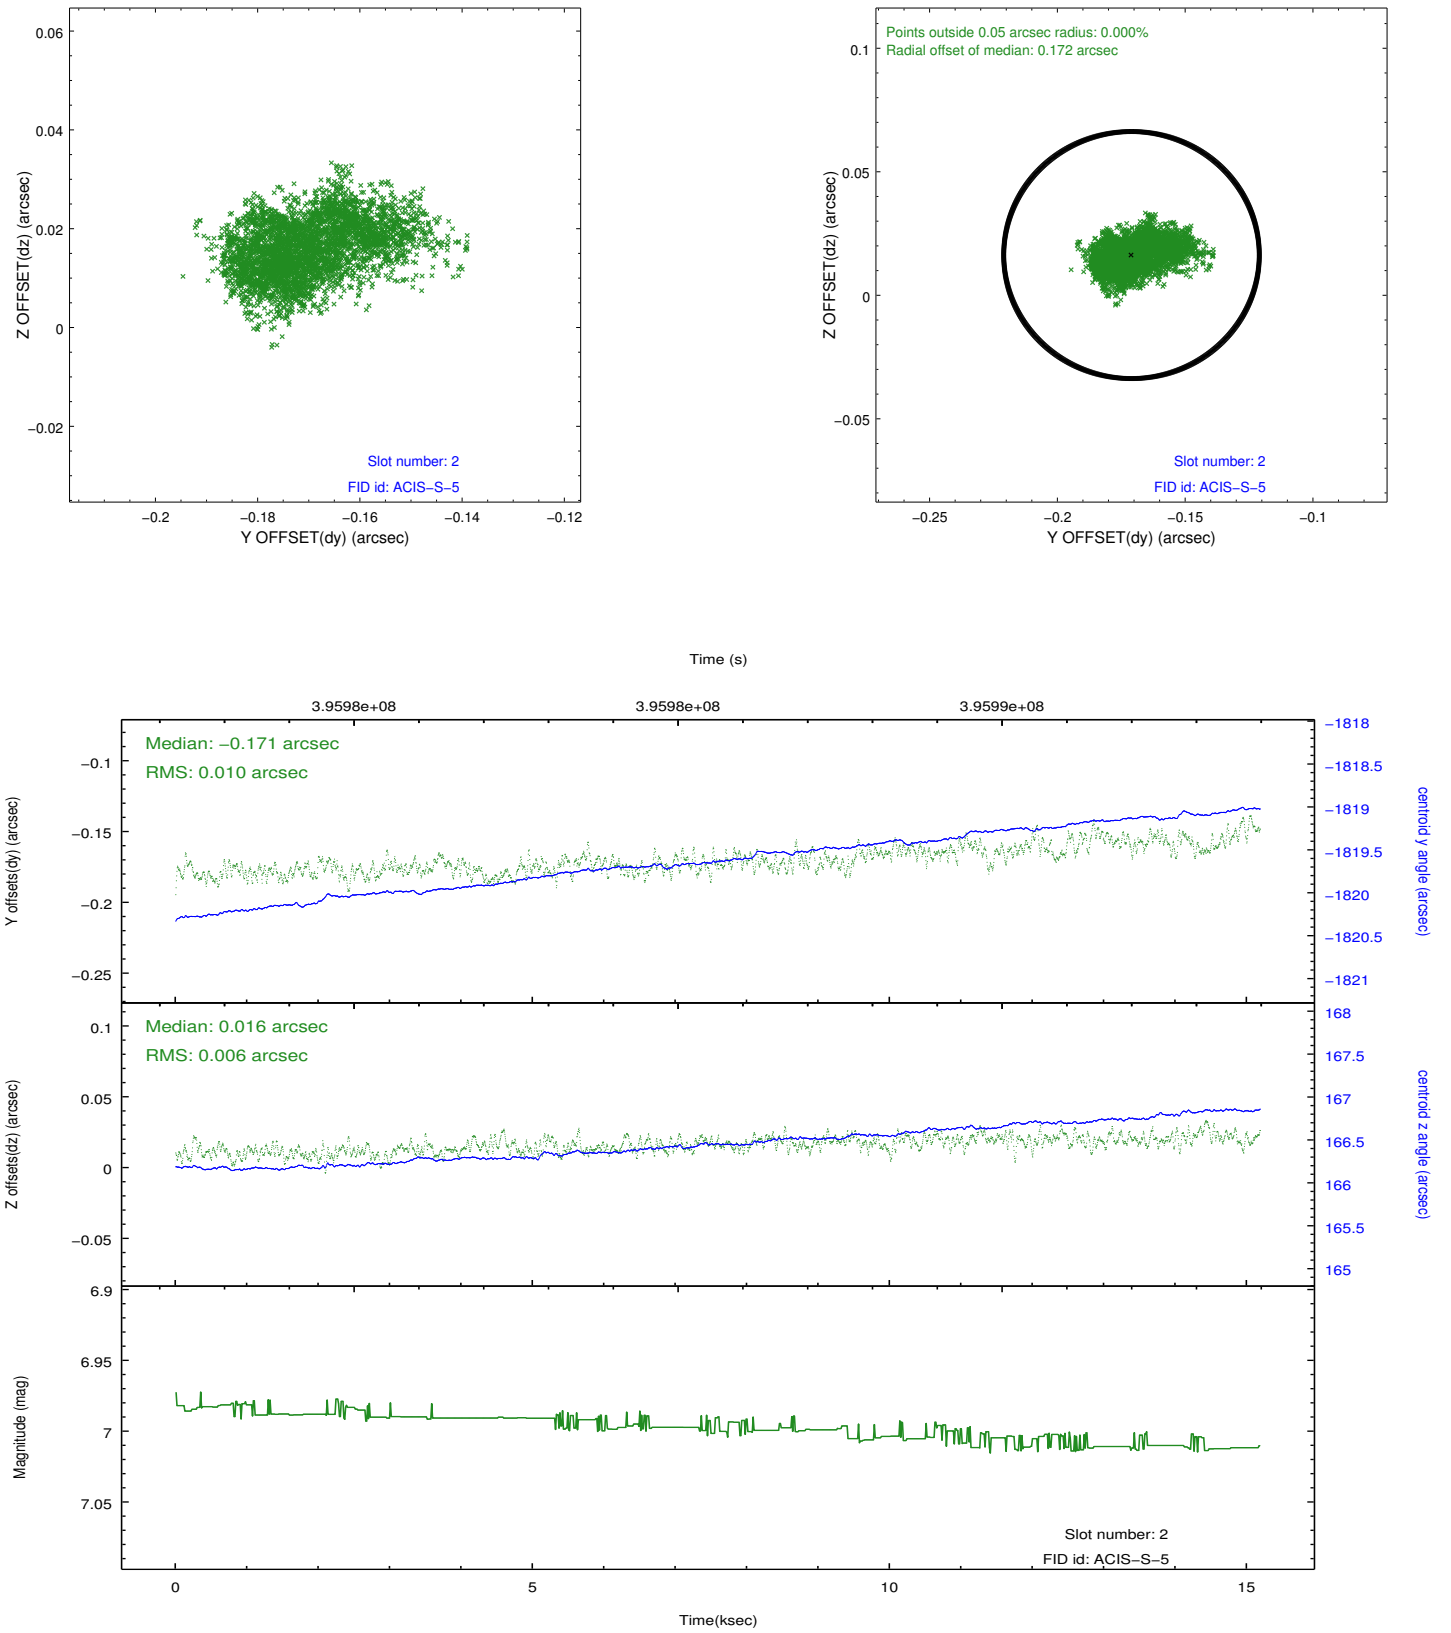 0.06
0.04
0.02
0
−0.02
Z OFFSET(dz) (arcsec)
Slot number: 2
FID id: ACIS−S−5
−0.2
−0.18
−0.16
−0.14
−0.12
Y OFFSET(dy) (arcsec)
Points outside 0.05 arcsec radius: 0.000%
Radial offset of median: 0.172 arcsec
0.1
0.05
0
−0.05
Z OFFSET(dz) (arcsec)
Slot number: 2
FID id: ACIS−S−5
−0.25
−0.2
−0.15
−0.1
Y OFFSET(dy) (arcsec)
Time (s)
3.9598e+08
3.9598e+08
3.9599e+08
Median: −0.171 arcsec
RMS: 0.010 arcsec
−0.1
−0.15
−0.2
−0.25
Y offsets(dy) (arcsec)
−1818
−1818.5
−1819
−1819.5
−1820
−1820.5
−1821
centroid y angle (arcsec)
Median: 0.016 arcsec
RMS: 0.006 arcsec
0.1
0.05
0
−0.05
Z offsets(dz) (arcsec)
168
167.5
167
166.5
166
165.5
165
centroid z angle (arcsec)
6.9
6.95
7
7.05
Magnitude (mag)
Slot number: 2
FID id: ACIS−S−5
0
5
10
15
Time(ksec)